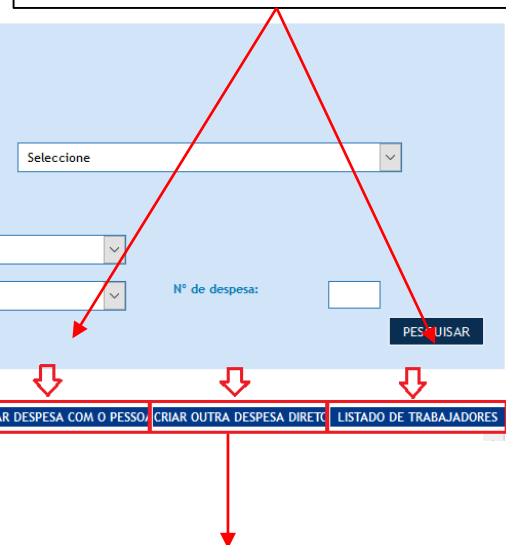 Seleccione
Nº de despesa:
PESQUISAR
AR DESPESA COM O PESSOA
CRIAR OUTRA DESPESA DIRETO
LISTADO DE TRABAJADORES